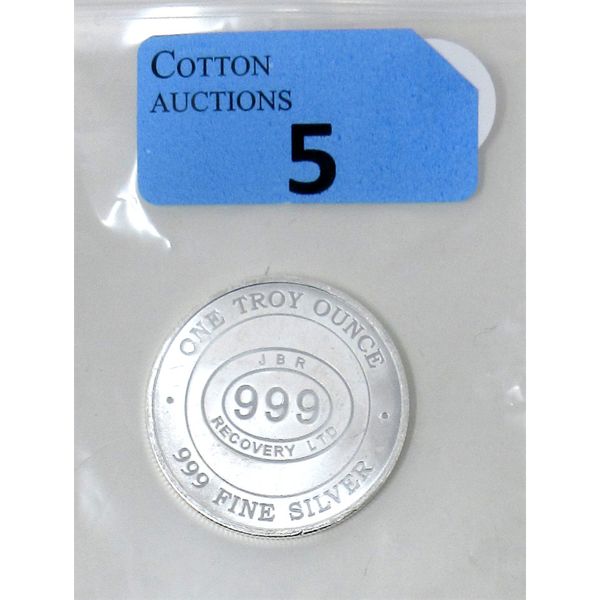 COTTON
AUCTIONS
5
ONE TROY OUNCE
JBR
999
RECOVERY LTD
999 FINE SILVER